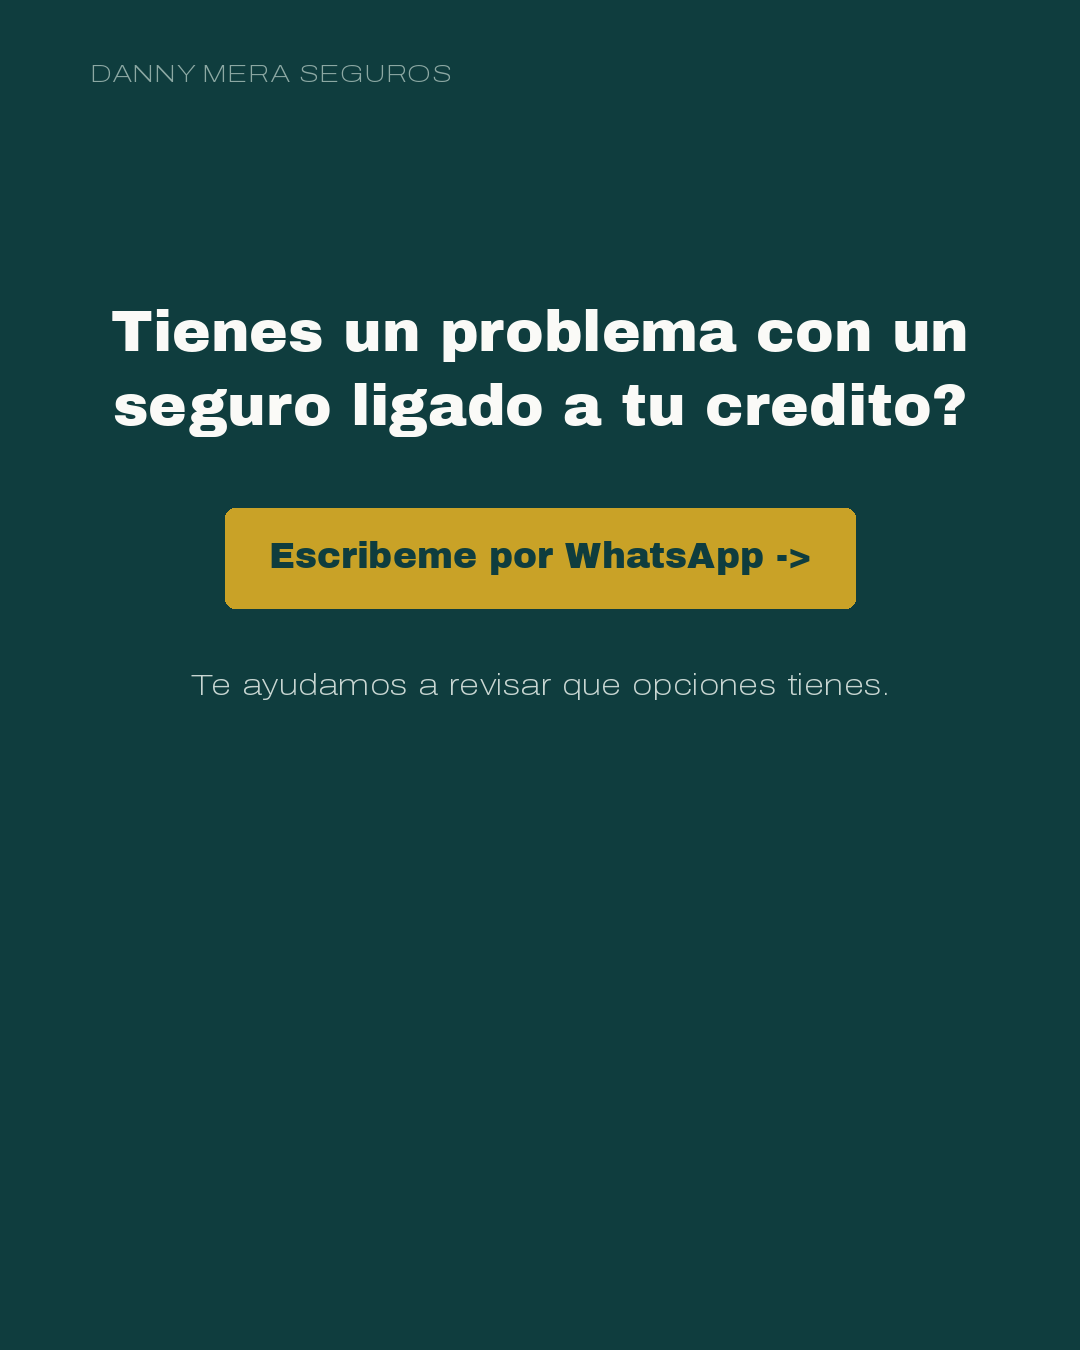 DANNY MERA SEGUROS
Tienes un problema con un
seguro ligado a tu credito?
Escribeme por WhatsApp ->
Te ayudamos a revisar que opciones tienes.